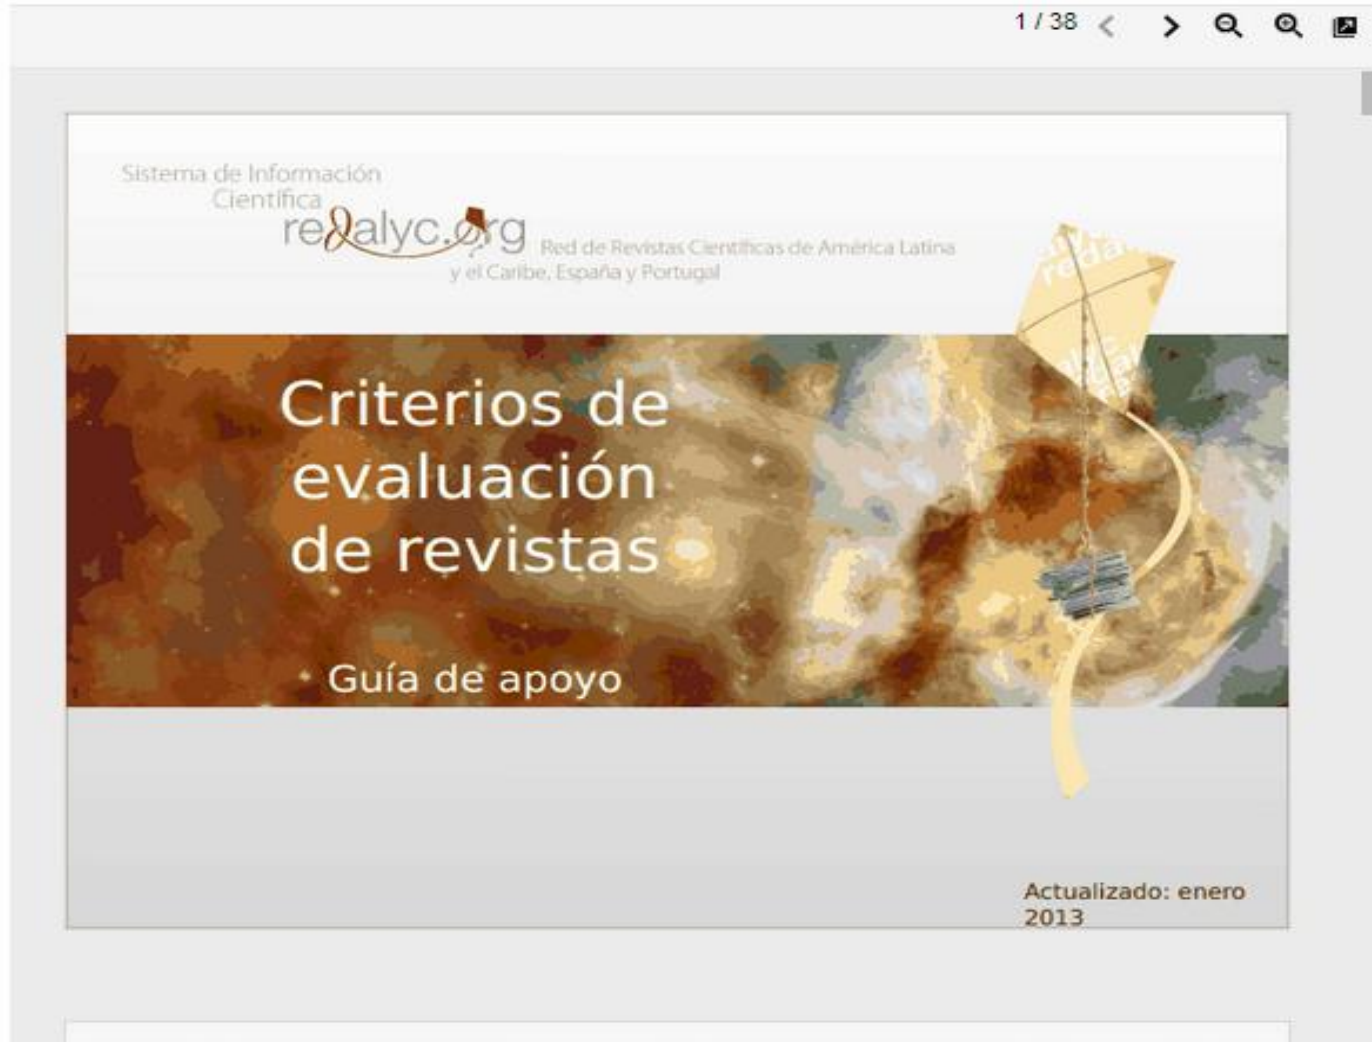 1 / 38
Sistema de Información
Científica
redalyc.org
Red de Revistas Científicas de América Latina
y el Caribe, España y Portugal
Criterios de
evaluación
de revistas
Guía de apoyo
Actualizado: enero
2013